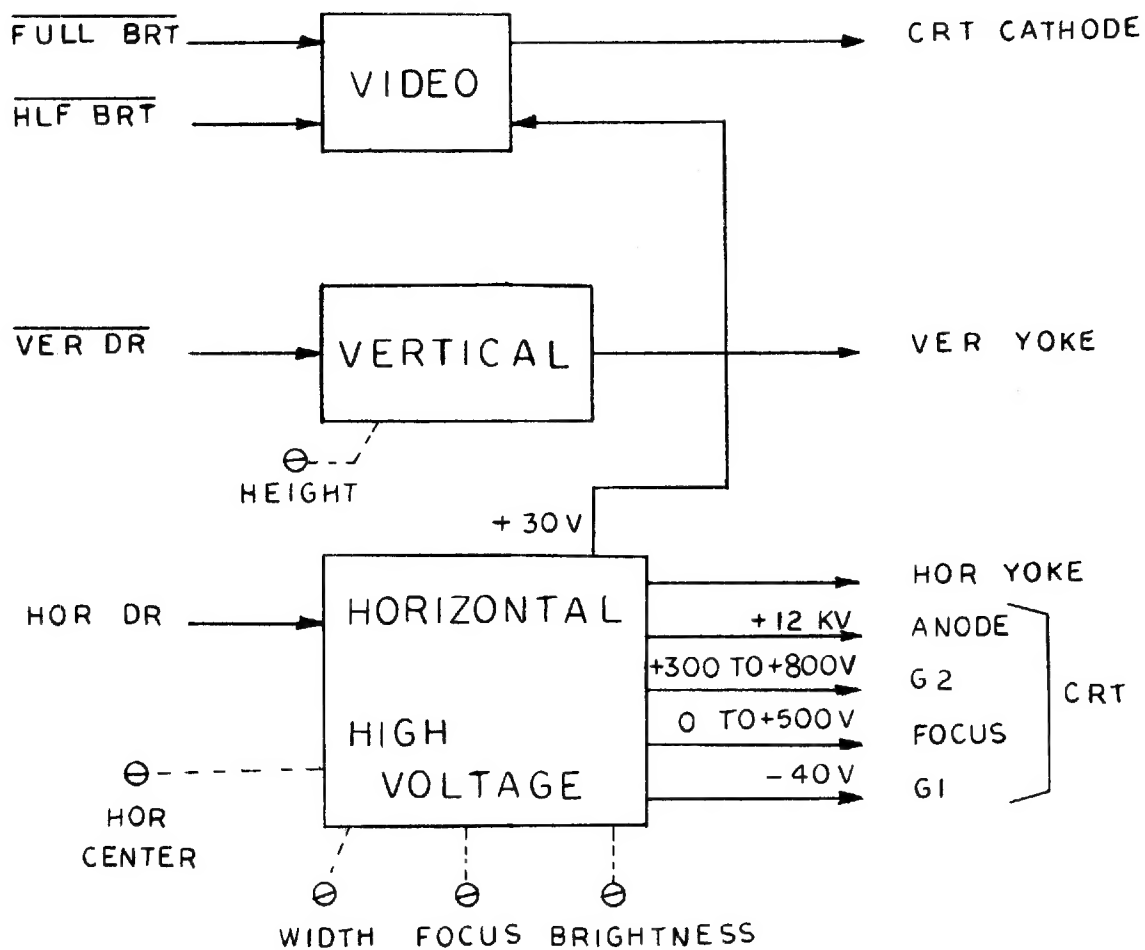 FULL BRT
CRT CATHODE
VIDEO
HLF BRT
VER DR
VERTICAL
VER YOKE
HEIGHT
+30V
HOR DR
HORIZONTAL
HOR YOKE
+12 KV
ANODE
+300 TO+800V
G2
CRT
0 TO+500V
FOCUS
HIGH
VOLTAGE
-40V
G1
HOR
CENTER
WIDTH FOCUS BRIGHTNESS